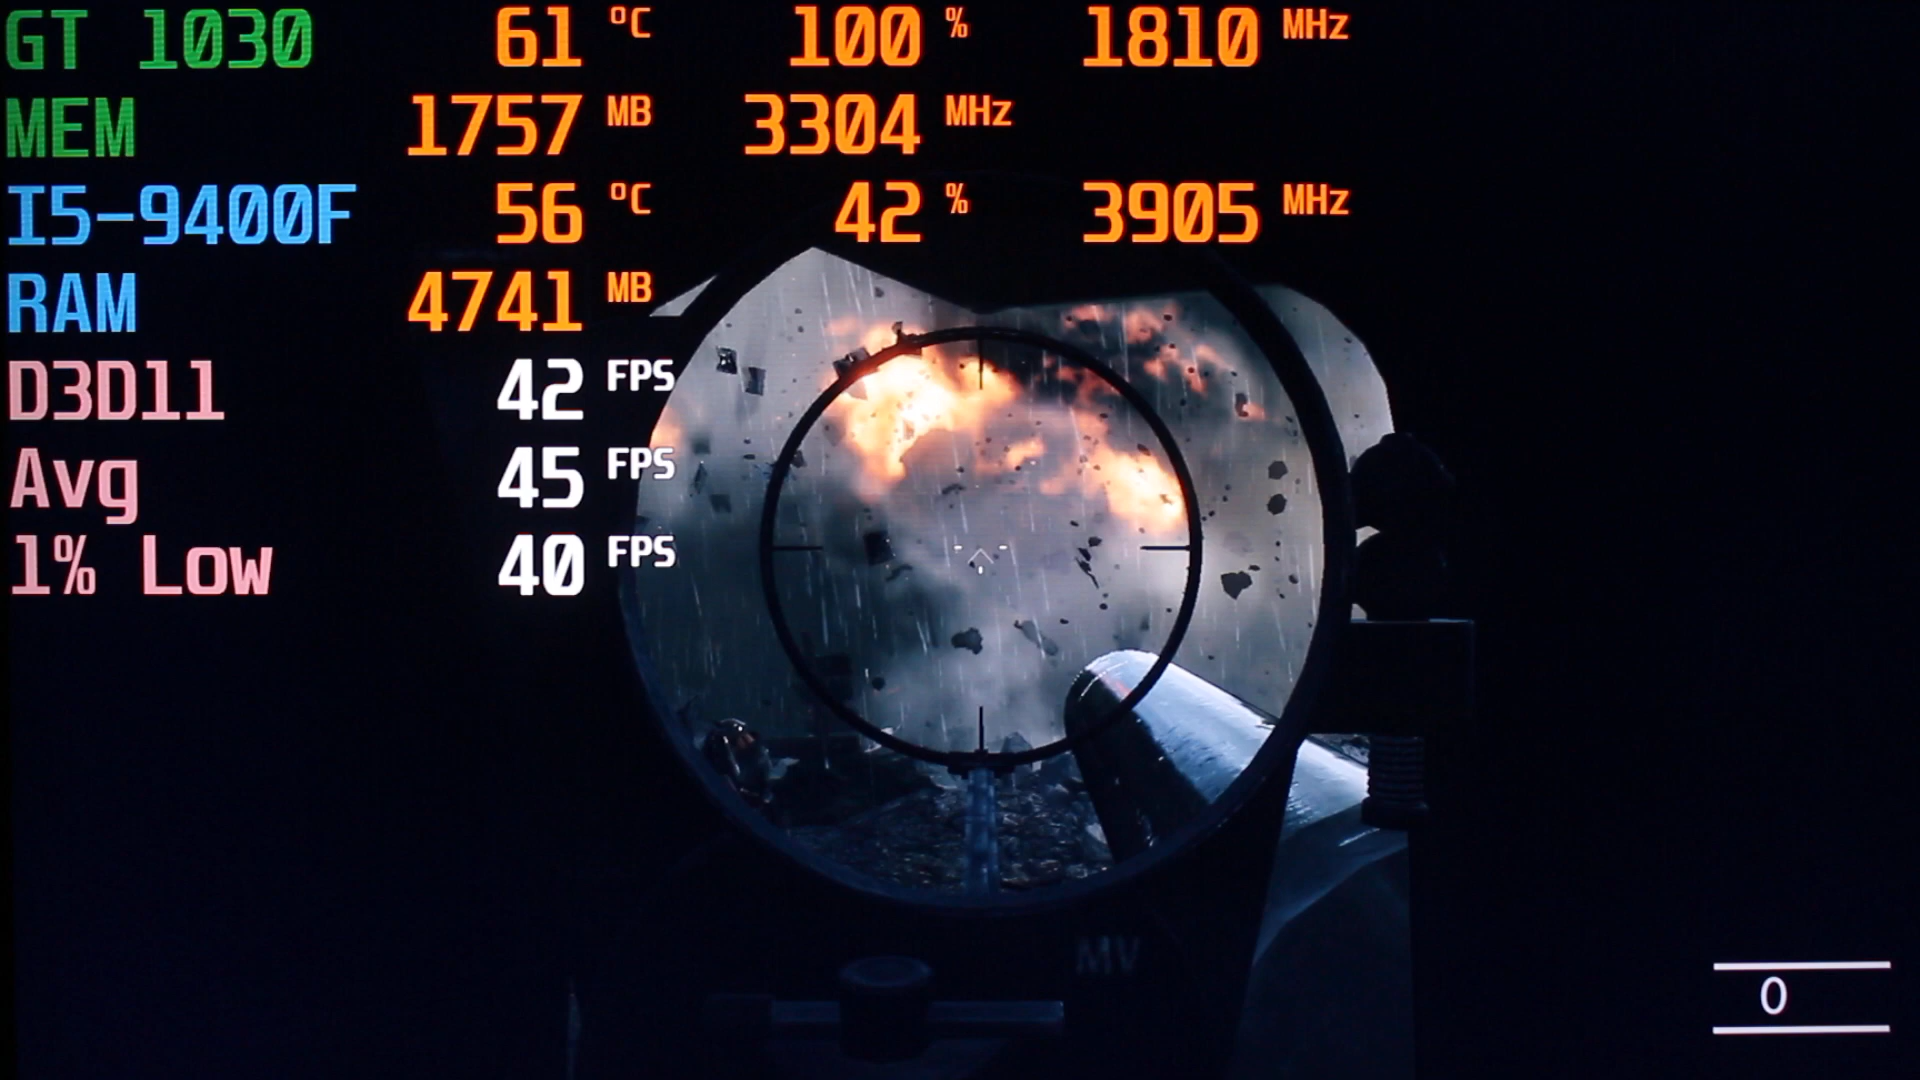 GT 1030 61 °C 100 % 1810 MHz
MEM 1757 MB 3304 MHz
I5-9400F 56 °C 42 % 3905 MHz
RAM 4741 MB
D3D11 42 FPS
Avg 45 FPS
1% Low 40 FPS
MV
0